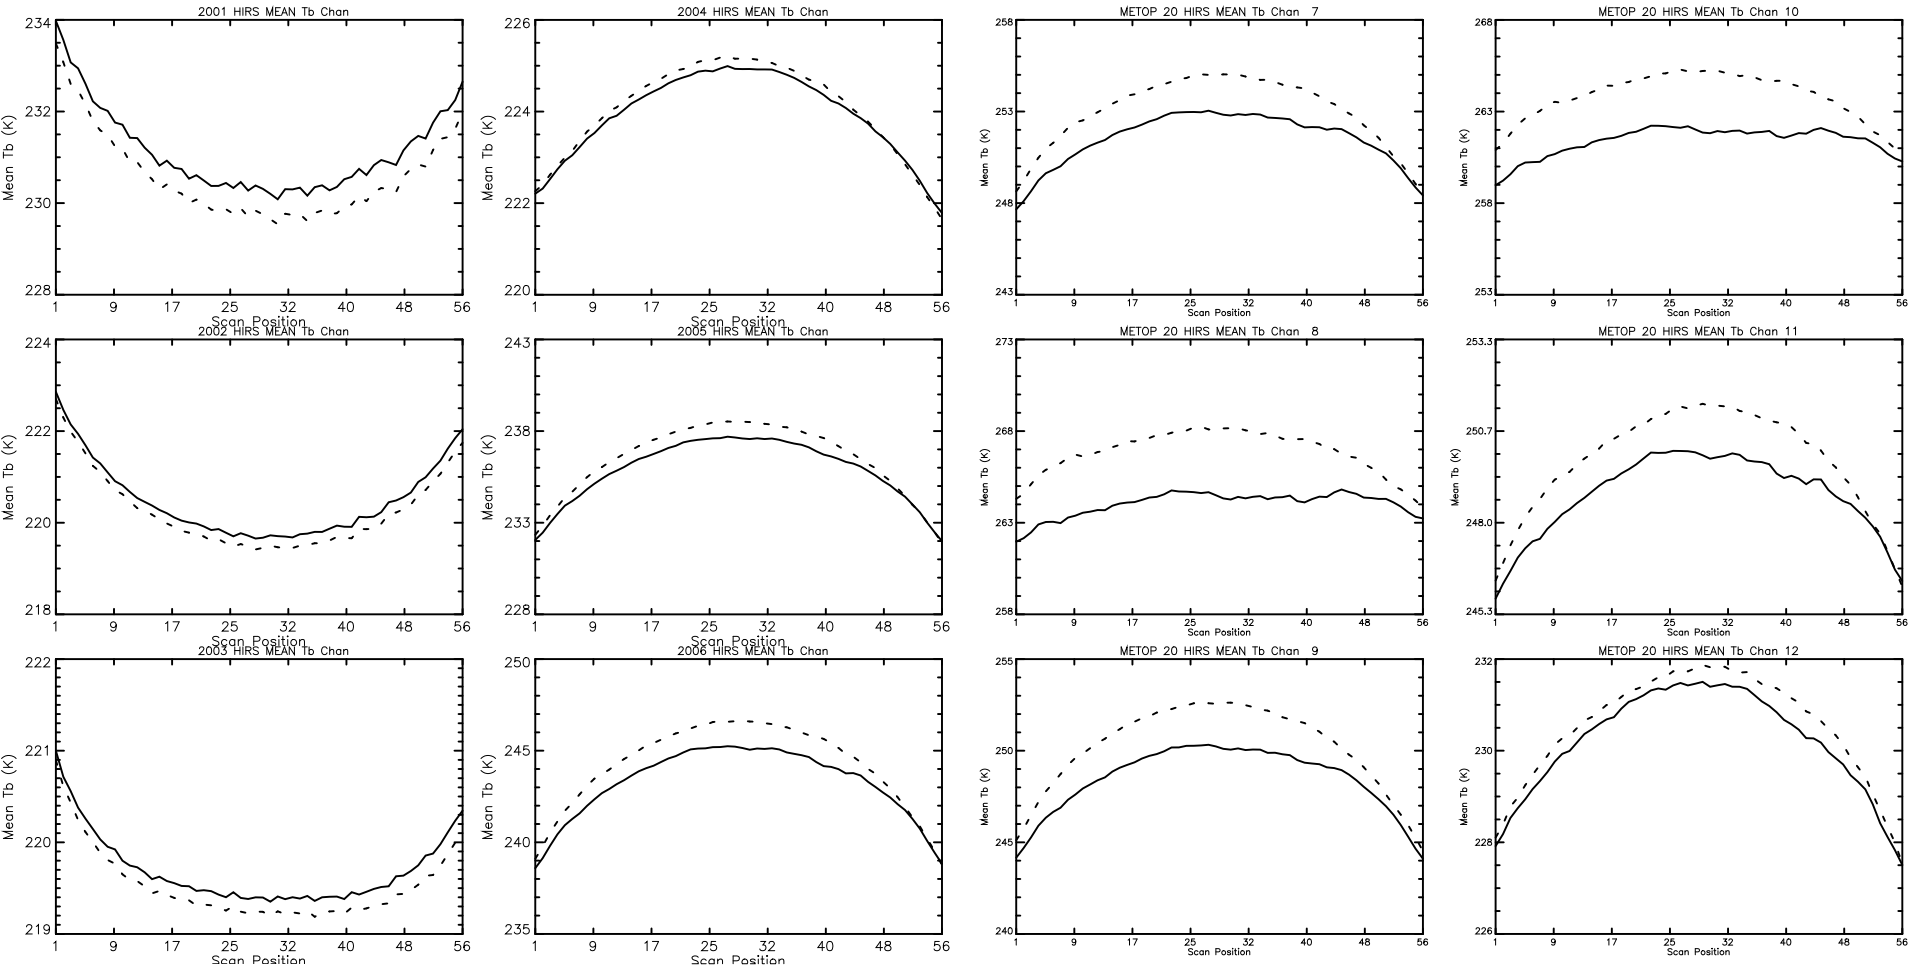 2001 HIRS MEAN Tb Chan
2004 HIRS MEAN Tb Chan
METOP 20 HIRS MEAN Tb Chan 7
METOP 20 HIRS MEAN Tb Chan 10
234
232
230
228
Mean Tb (K)
1 9 17 25 32 40 48 56
Scan Position
226
224
222
220
Mean Tb (K)
1 9 17 25 32 40 48 56
Scan Position
258
253
248
243
Mean Tb (K)
1 9 17 25 32 40 48 56
Scan Position
268
263
258
253
Mean Tb (K)
1 9 17 25 32 40 48 56
Scan Position
2002 HIRS MEAN Tb Chan
2005 HIRS MEAN Tb Chan
METOP 20 HIRS MEAN Tb Chan 8
METOP 20 HIRS MEAN Tb Chan 11
224
222
220
218
Mean Tb (K)
1 9 17 25 32 40 48 56
Scan Position
243
238
233
228
Mean Tb (K)
1 9 17 25 32 40 48 56
Scan Position
273
268
263
258
Mean Tb (K)
1 9 17 25 32 40 48 56
Scan Position
253.3
250.7
248.0
245.3
Mean Tb (K)
1 9 17 25 32 40 48 56
Scan Position
2003 HIRS MEAN Tb Chan
2006 HIRS MEAN Tb Chan
METOP 20 HIRS MEAN Tb Chan 9
METOP 20 HIRS MEAN Tb Chan 12
222
221
220
219
Mean Tb (K)
1 9 17 25 32 40 48 56
Scan Position
250
245
240
235
Mean Tb (K)
1 9 17 25 32 40 48 56
Scan Position
255
250
245
240
Mean Tb (K)
1 9 17 25 32 40 48 56
Scan Position
232
230
228
226
Mean Tb (K)
1 9 17 25 32 40 48 56
Scan Position